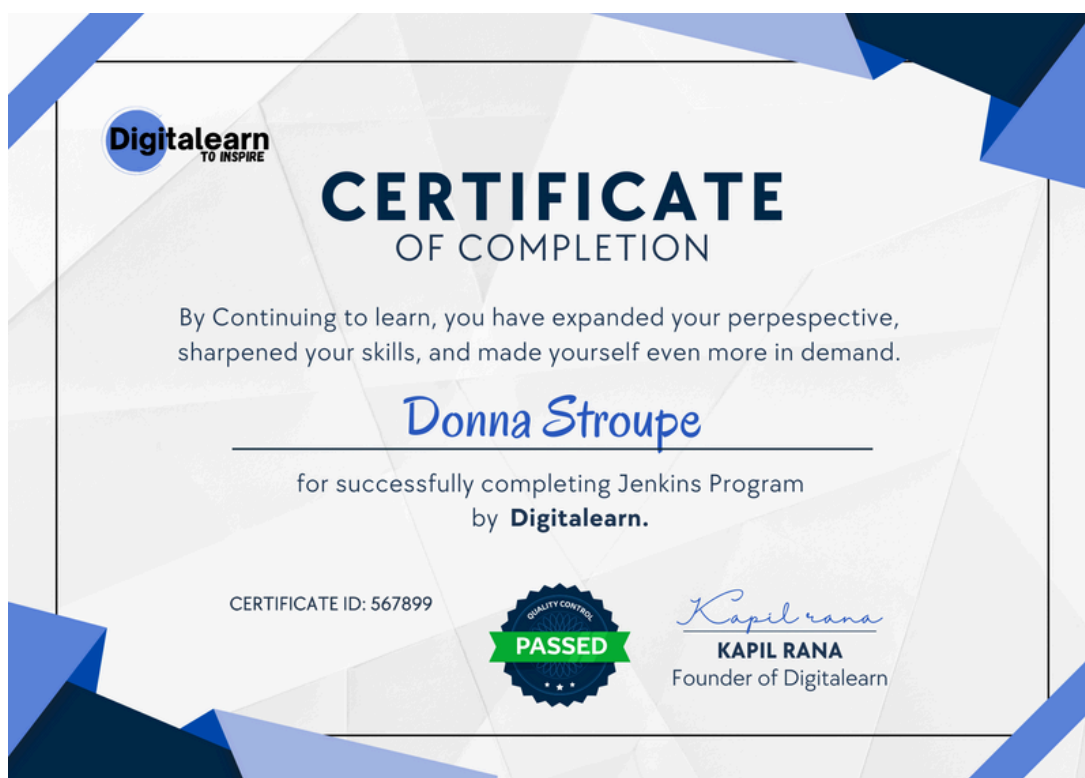 Digitalearn
TO INSPIRE
CERTIFICATE
OF COMPLETION
By Continuing to learn, you have expanded your perpespective,
sharpened your skills, and made yourself even more in demand.
Donna Stroupe
for successfully completing Jenkins Program
by Digitalearn.
CERTIFICATE ID: 567899
QUALITY CONTROL
PASSED
Kapil rana
KAPIL RANA
Founder of Digitalearn